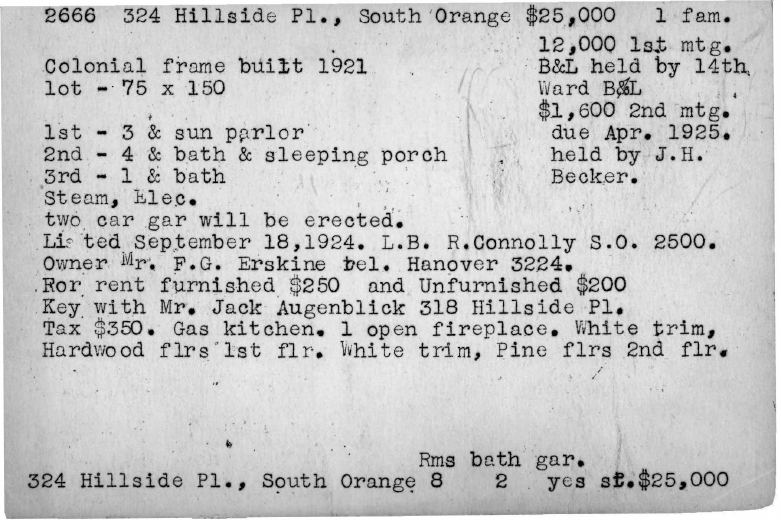 2666 324 Hillside Pl., South Orange $25,000 1 fam.
12,000 1st mtg.
Colonial frame built 1921 B&L held by 14th
lot - 75 x 150 Ward B&L
$1,600 2nd mtg.
1st - 3 & sun parlor due Apr. 1925.
2nd - 4 & bath & sleeping porch held by J.H.
3rd - 1 & bath Becker.
Steam, Elec.
two car gar will be erected.
Listed September 18,1924. L.B. R.Connolly S.O. 2500.
Owner Mr. F.G. Erskine tel. Hanover 3224.
Ror rent furnished $250 and Unfurnished $200
Key with Mr. Jack Augenblick 318 Hillside Pl.
Tax $350. Gas kitchen. 1 open fireplace. White trim,
Hardwood flrs 1st flr. White trim, Pine flrs 2nd flr.
Rms bath gar.
324 Hillside Pl., South Orange 8 2 yes st.$25,000